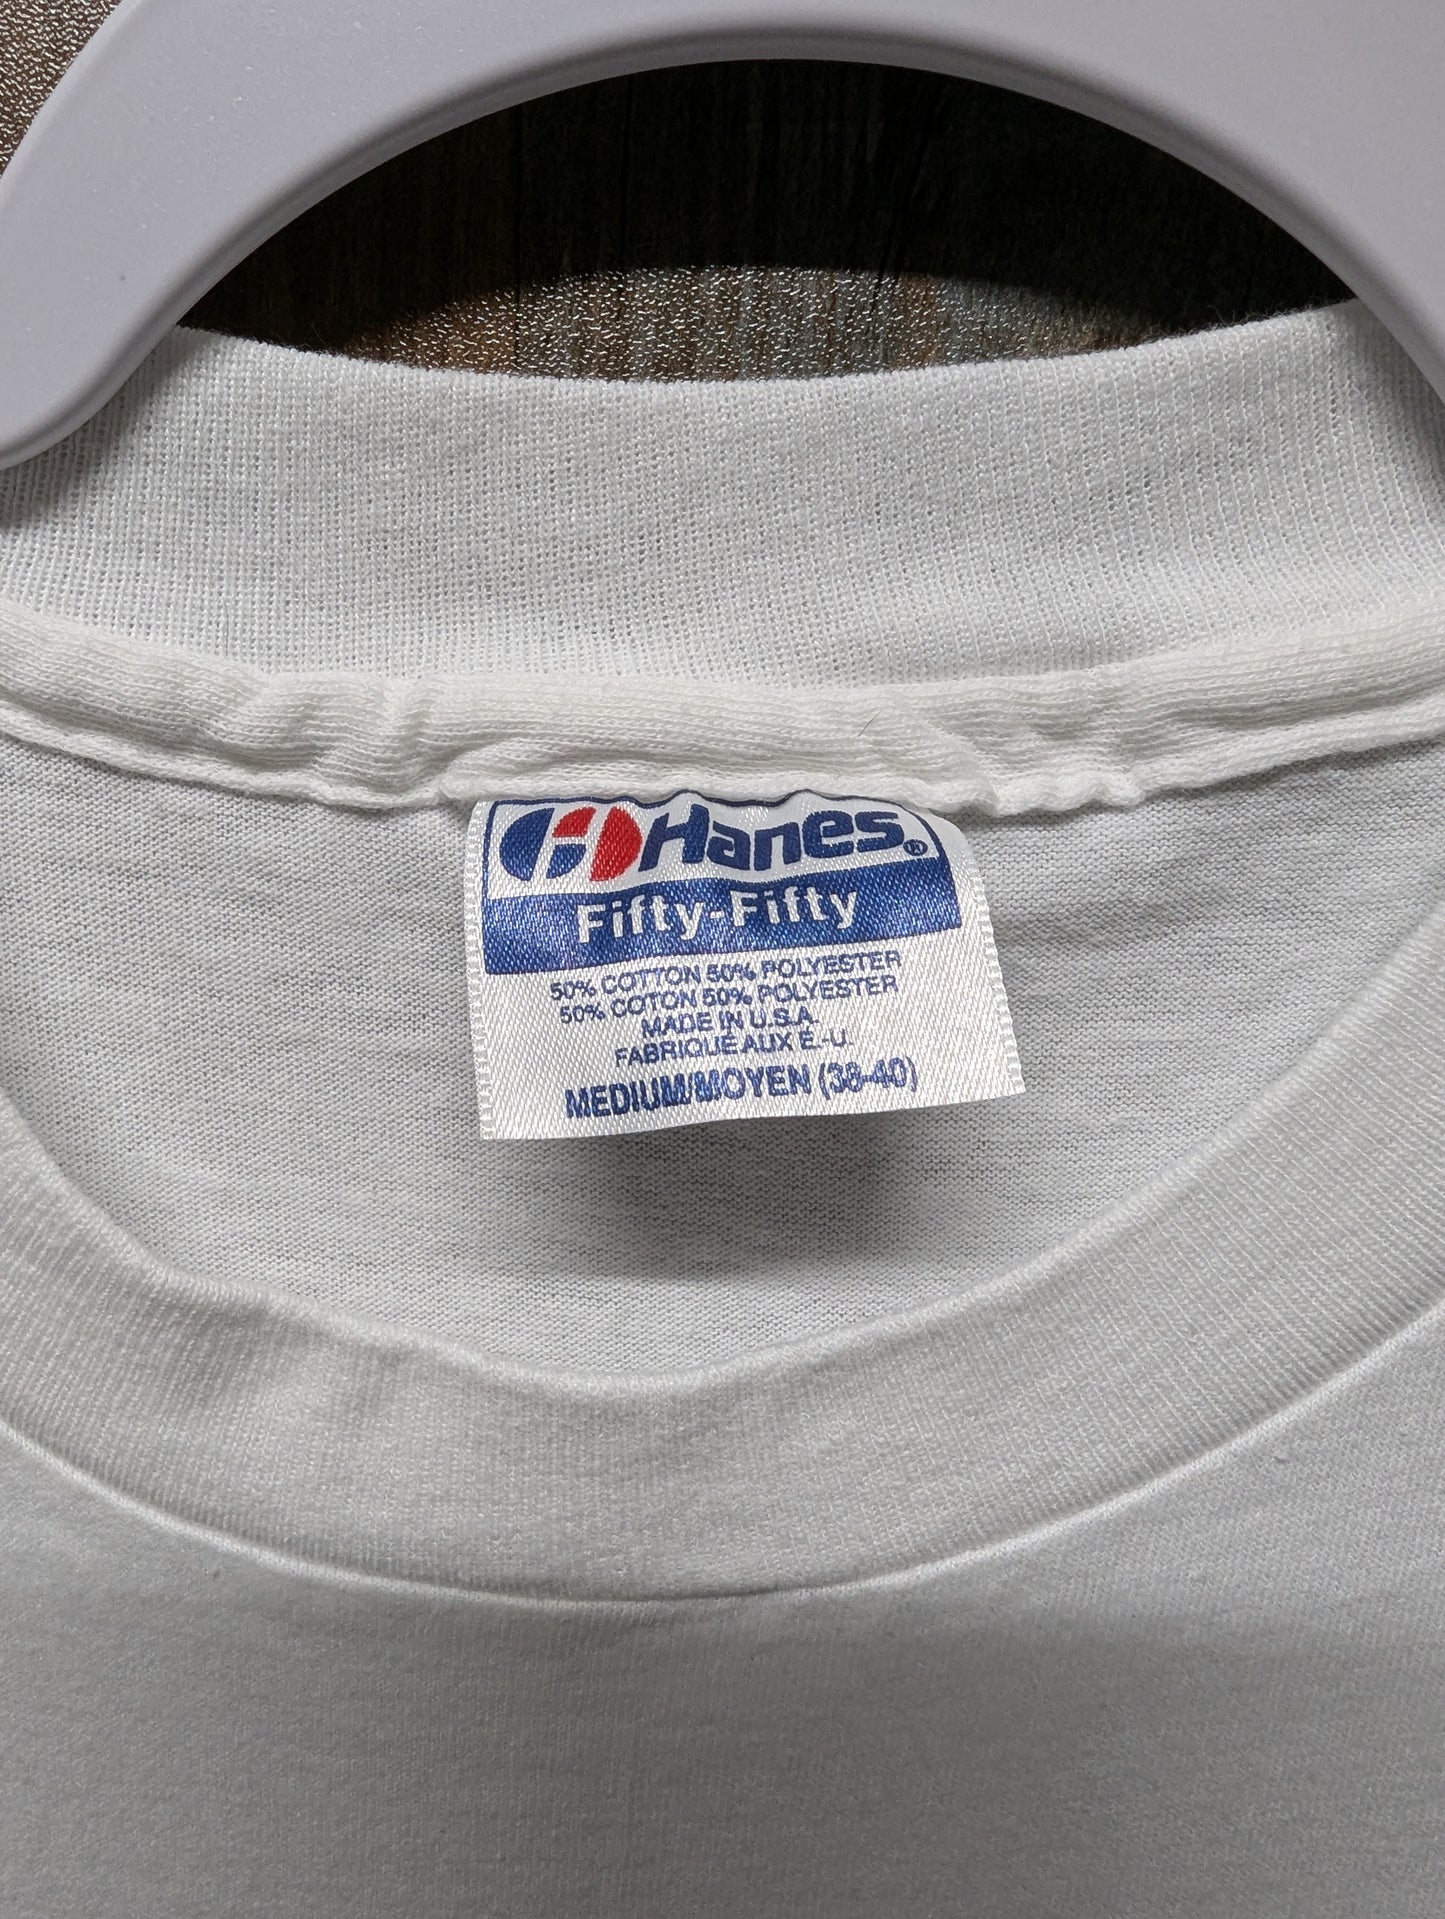 Hanes®
Fifty-Fifty
50% COTTON 50% POLYESTER
50% COTON 50% POLYESTER
MADE IN U.S.A.
FABRIQUÉ AUX É.-U.
MEDIUM/MOYEN (38-40)